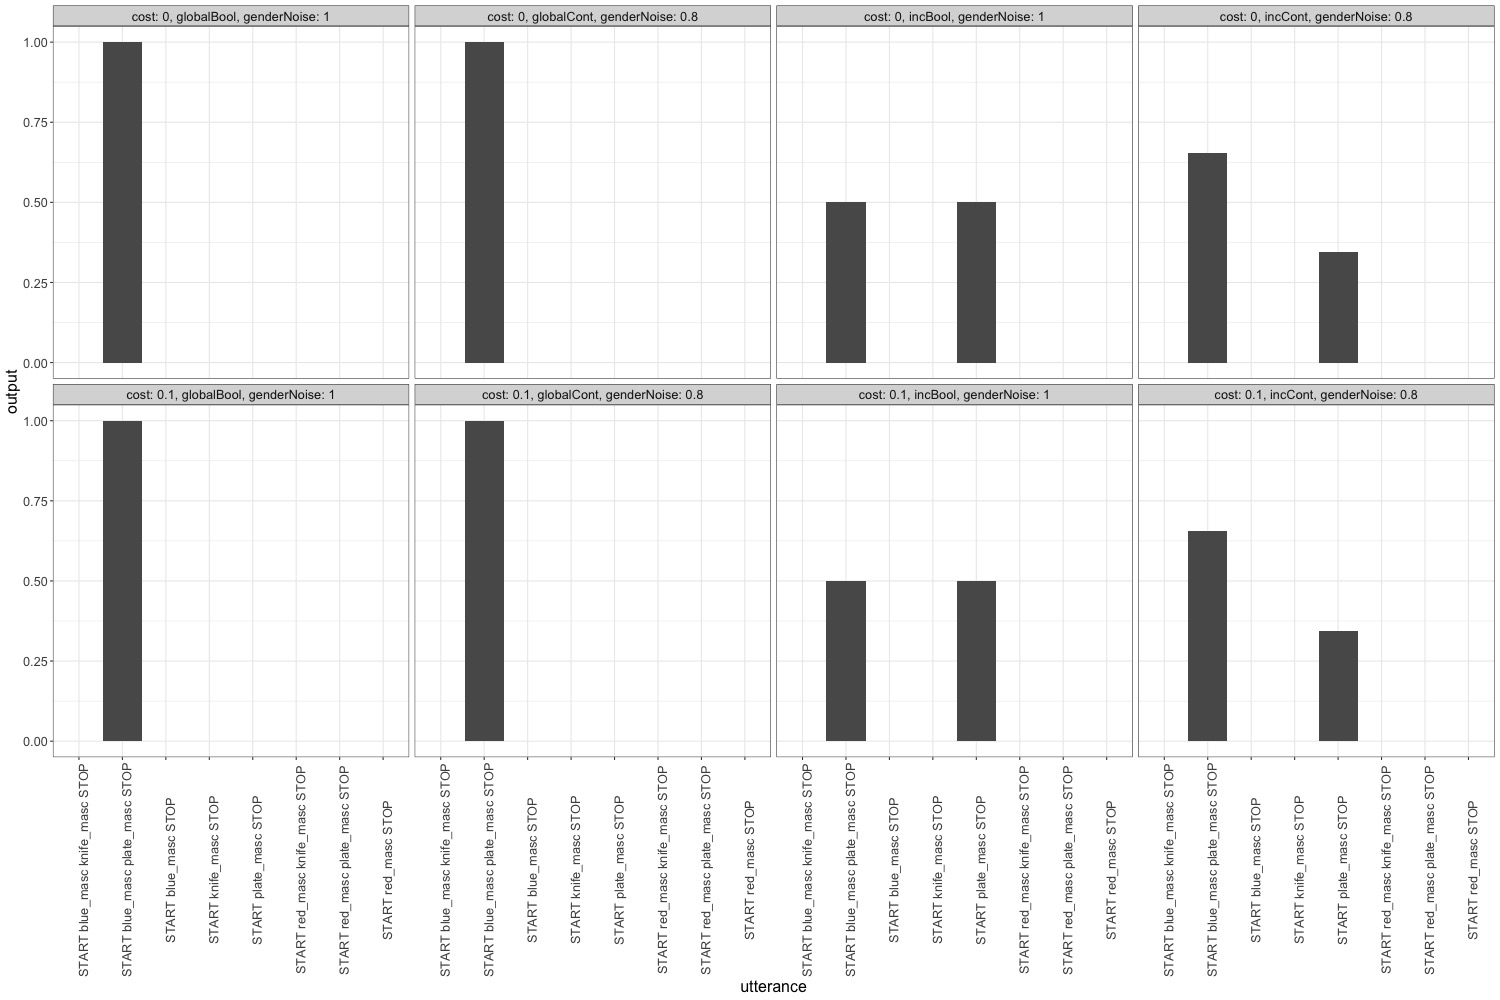 cost: 0, globalBool, genderNoise: 1
cost: 0, globalCont, genderNoise: 0.8
cost: 0, incBool, genderNoise: 1
cost: 0, incCont, genderNoise: 0.8
1.00
0.75
0.50
0.25
0.00
output
cost: 0.1, globalBool, genderNoise: 1
cost: 0.1, globalCont, genderNoise: 0.8
cost: 0.1, incBool, genderNoise: 1
cost: 0.1, incCont, genderNoise: 0.8
1.00
0.75
0.50
0.25
0.00
START blue_masc knife_masc STOP
START blue_masc plate_masc STOP
START blue_masc STOP
START knife_masc STOP
START plate_masc STOP
START red_masc knife_masc STOP
START red_masc plate_masc STOP
START red_masc STOP
START blue_masc knife_masc STOP
START blue_masc plate_masc STOP
START blue_masc STOP
START knife_masc STOP
START plate_masc STOP
START red_masc knife_masc STOP
START red_masc plate_masc STOP
START red_masc STOP
START blue_masc knife_masc STOP
START blue_masc plate_masc STOP
START blue_masc STOP
START knife_masc STOP
START plate_masc STOP
START red_masc knife_masc STOP
START red_masc plate_masc STOP
START red_masc STOP
START blue_masc knife_masc STOP
START blue_masc plate_masc STOP
START blue_masc STOP
START knife_masc STOP
START plate_masc STOP
START red_masc knife_masc STOP
START red_masc plate_masc STOP
START red_masc STOP
utterance